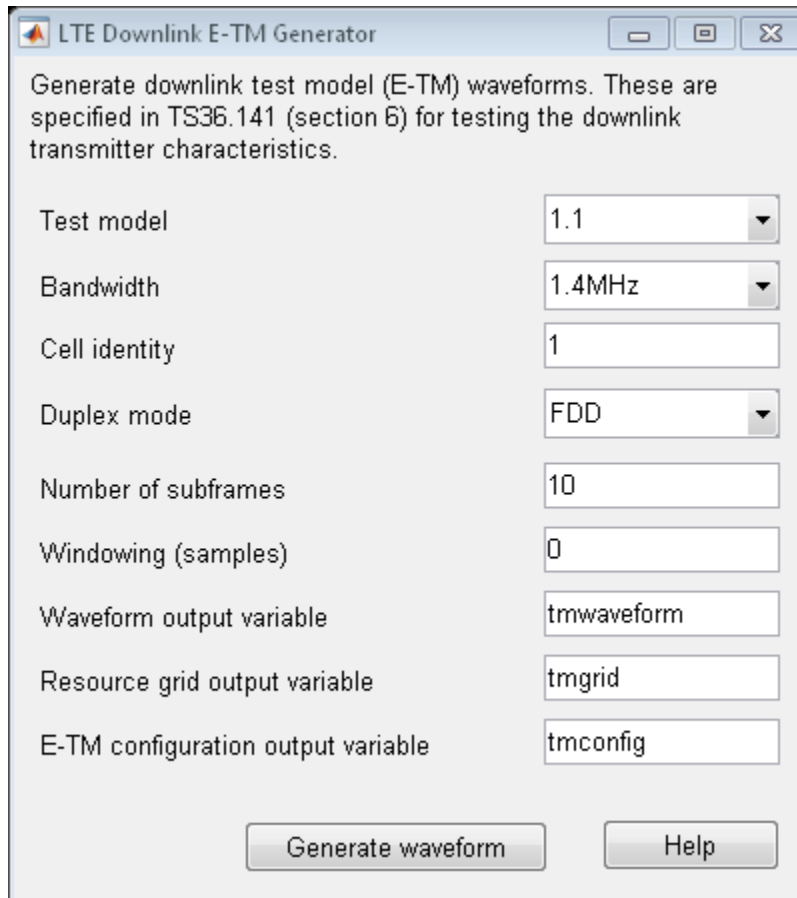 LTE Downlink E-TM Generator
Generate downlink test model (E-TM) waveforms. These are
specified in TS36.141 (section 6) for testing the downlink
transmitter characteristics.
Test model 1.1
Bandwidth 1.4MHz
Cell identity 1
Duplex mode FDD
Number of subframes 10
Windowing (samples) 0
Waveform output variable tmwaveform
Resource grid output variable tmgrid
E-TM configuration output variable tmconfig
Generate waveform Help